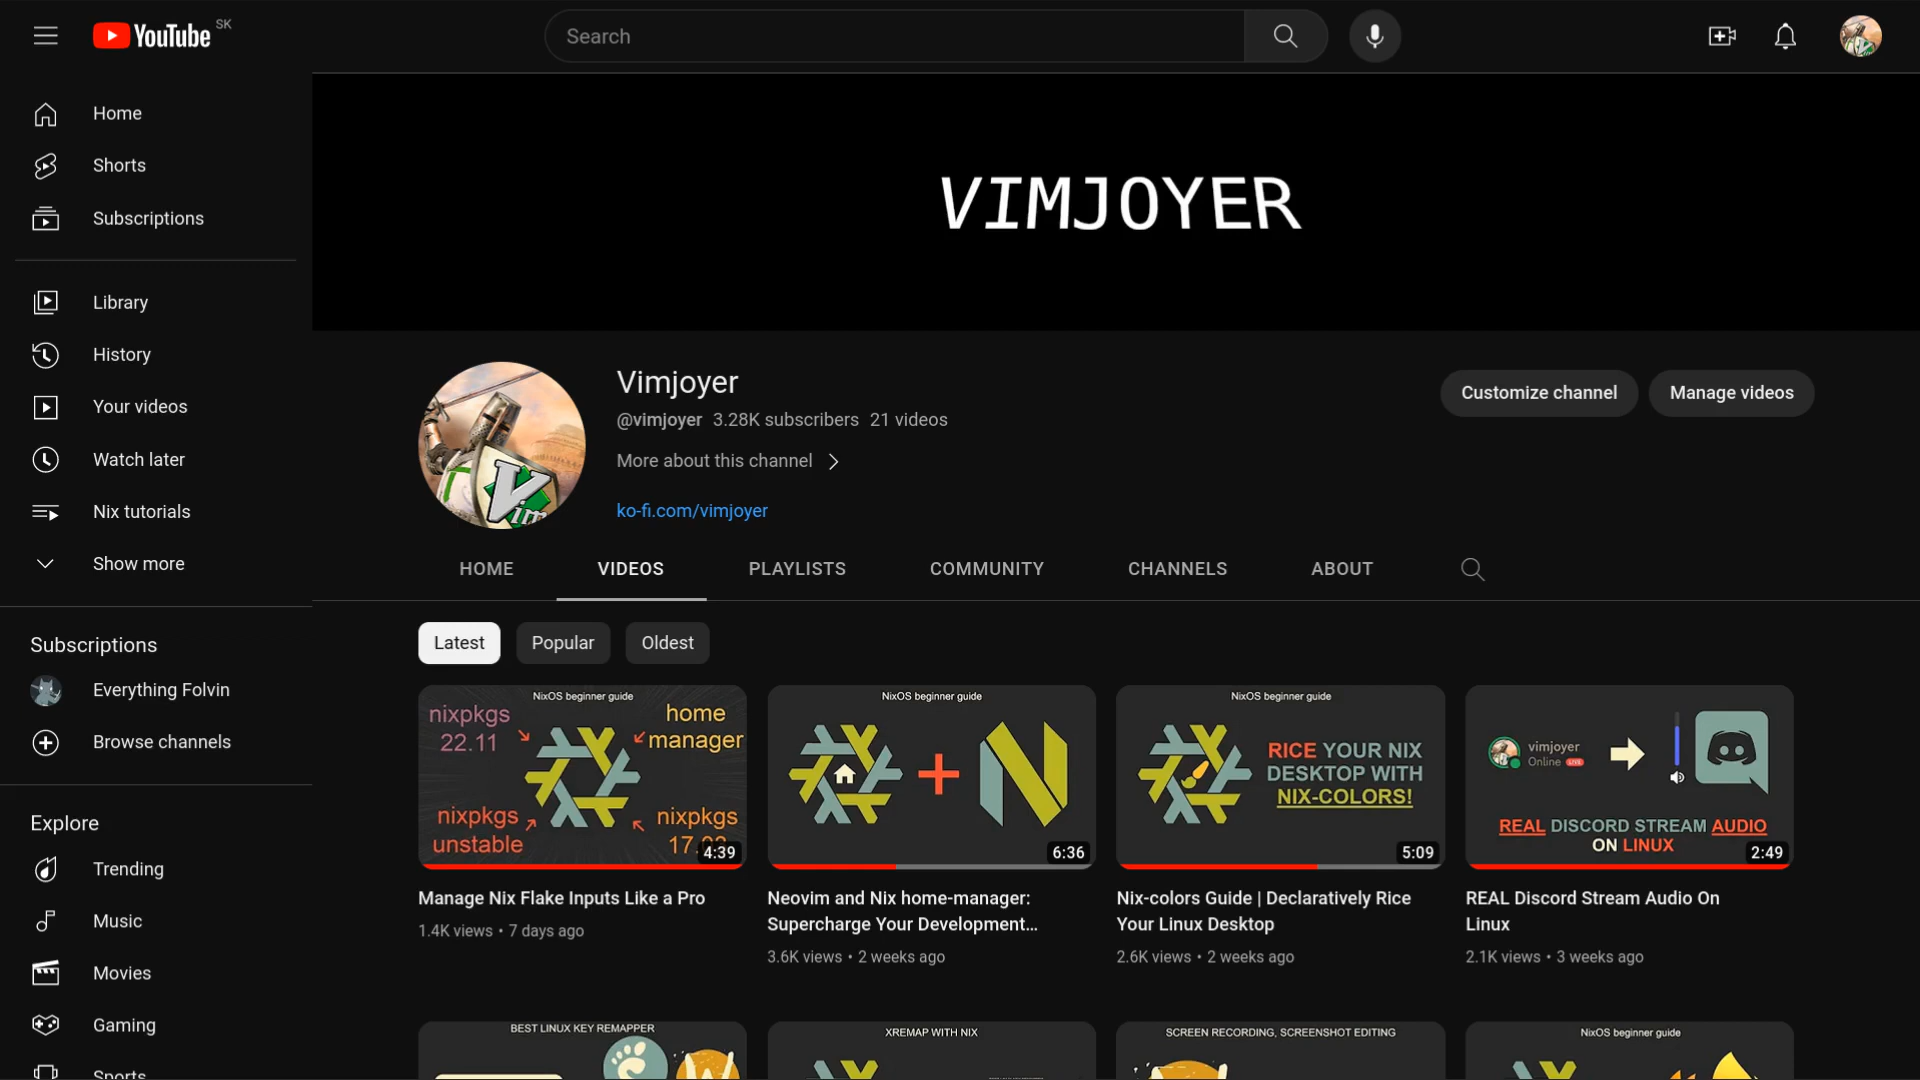 YouTube SK
Search
Home
Shorts
Subscriptions
Library
History
Your videos
Watch later
Nix tutorials
Show more
Subscriptions
Everything Folvin
Browse channels
Explore
Trending
Music
Movies
Gaming
Sports
VIMJOYER
Vim
Vimjoyer
@vimjoyer 3.28K subscribers 21 videos
More about this channel
ko-fi.com/vimjoyer
Customize channel
Manage videos
HOME
VIDEOS
PLAYLISTS
COMMUNITY
CHANNELS
ABOUT
Latest
Popular
Oldest
NixOS beginner guide
nixpkgs
22.11
home
manager
nixpkgs
unstable
nixpkgs
4:39
Manage Nix Flake Inputs Like a Pro
1.4K views • 7 days ago
NixOS beginner guide
6:36
Neovim and Nix home-manager:
Supercharge Your Development...
3.6K views • 2 weeks ago
NixOS beginner guide
RICE YOUR NIX
DESKTOP WITH
NIX-COLORS!
5:09
Nix-colors Guide | Declaratively Rice
Your Linux Desktop
2.6K views • 2 weeks ago
vimjoyer
Online LIVE
REAL DISCORD STREAM AUDIO
ON LINUX
2:49
REAL Discord Stream Audio On
Linux
2.1K views • 3 weeks ago
BEST LINUX KEY REMAPPER
XREMAP WITH NIX
SCREEN RECORDING, SCREENSHOT EDITING
NixOS beginner guide